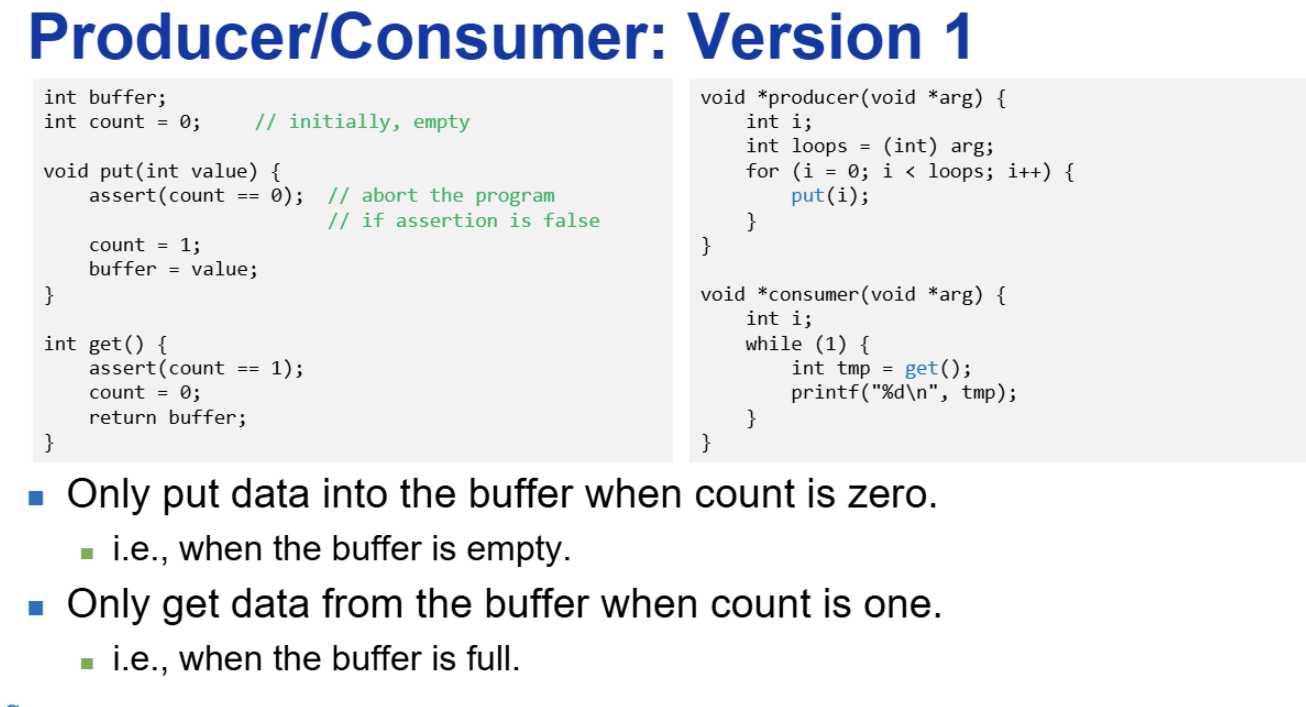 Producer/Consumer: Version 1
int buffer;
int count = 0;     // initially, empty

void put(int value) {
    assert(count == 0);  // abort the program
                         // if assertion is false
    count = 1;
    buffer = value;
}

int get() {
    assert(count == 1);
    count = 0;
    return buffer;
}
void *producer(void *arg) {
    int i;
    int loops = (int) arg;
    for (i = 0; i < loops; i++) {
        put(i);
    }
}

void *consumer(void *arg) {
    int i;
    while (1) {
        int tmp = get();
        printf("%d\n", tmp);
    }
}
Only put data into the buffer when count is zero.
i.e., when the buffer is empty.
Only get data from the buffer when count is one.
i.e., when the buffer is full.